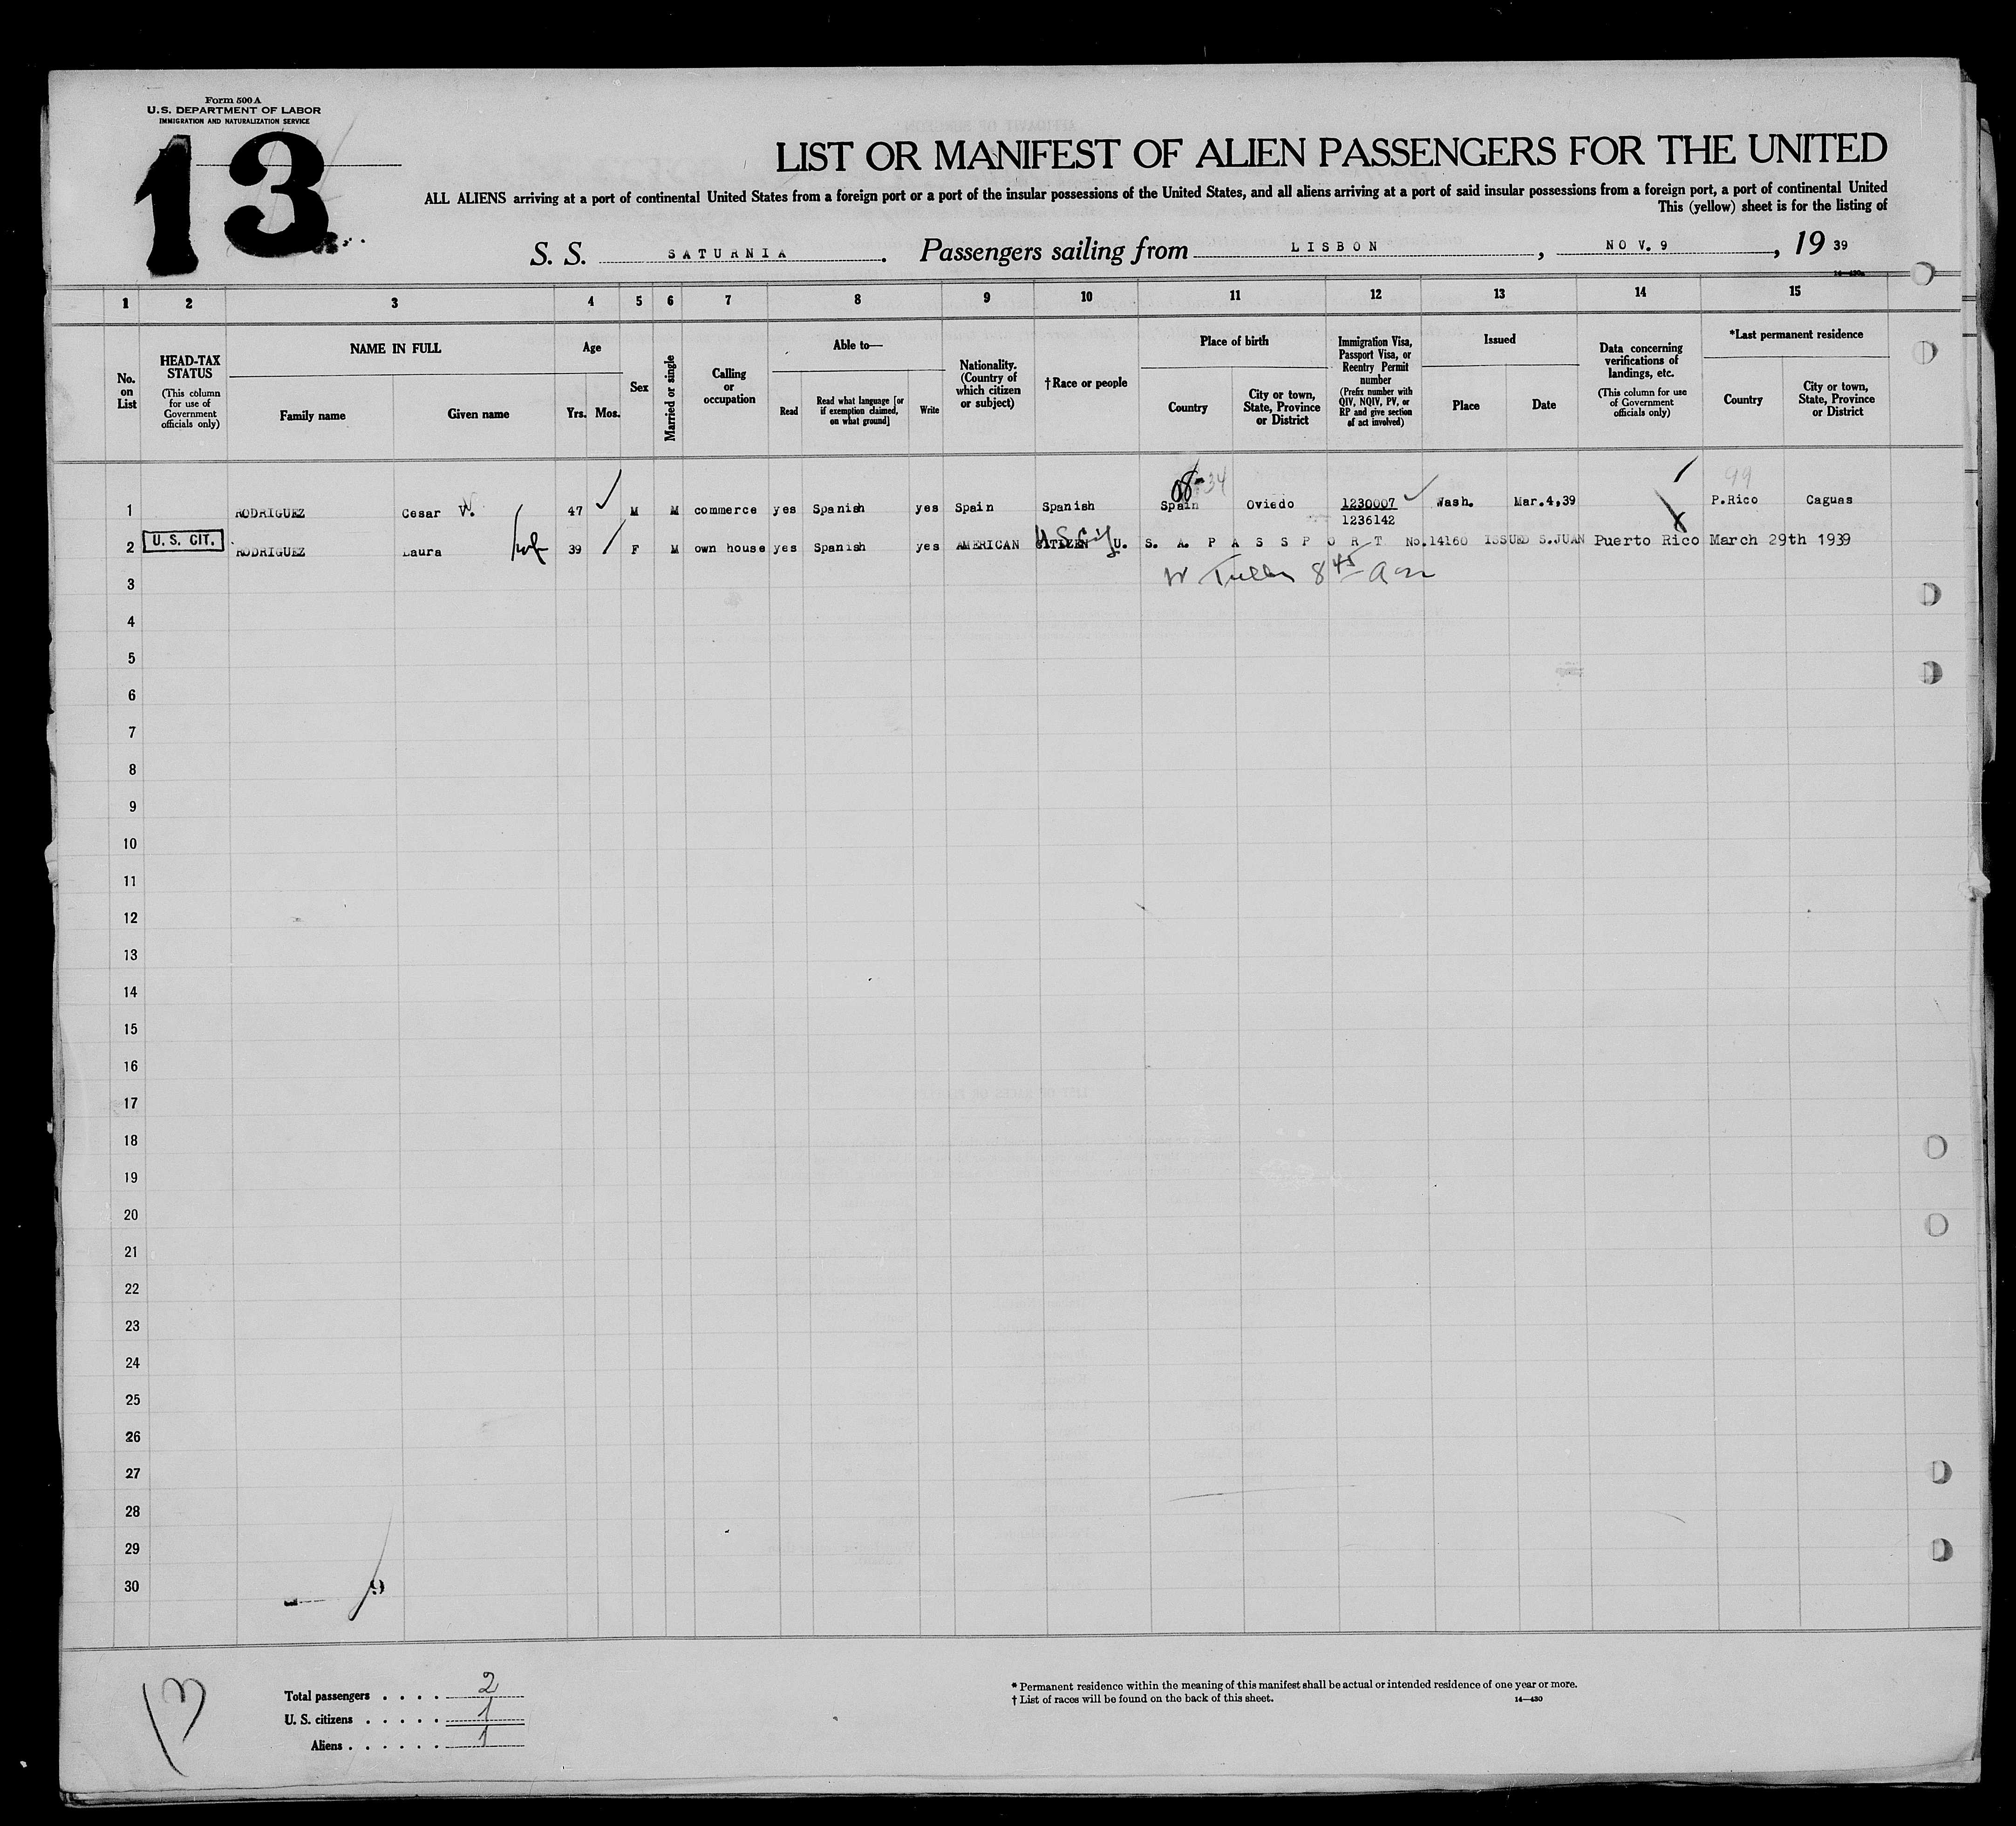 Form 500 A
U.S. DEPARTMENT OF LABOR
IMMIGRATION AND NATURALIZATION SERVICE
13
LIST OR MANIFEST OF ALIEN PASSENGERS FOR THE UNITED
ALL ALIENS arriving at a port of continental United States from a foreign port or a port of the insular possessions of the United States, and all aliens arriving at a port of said insular possessions from a foreign port, a port of continental United
This (yellow) sheet is for the listing of
S. S. SATURNIA. Passengers sailing from LISBON, NOV. 9, 19 39
14—430a
1 2 3 4 5 6 7 8 9 10 11 12 13 14 15
No. on List
HEAD-TAX STATUS
(This column for use of Government officials only)
NAME IN FULL
Family name
Given name
Age
Yrs. Mos.
Sex
Married or single
Calling or occupation
Able to—
Read
Read what language [or if exemption claimed, on what ground]
Write
Nationality. (Country of which citizen or subject)
†Race or people
Place of birth
Country
City or town, State, Province or District
Immigration Visa, Passport Visa, or Reentry Permit number
(Prefix number with QIV, NQIV, PV, or RP and give section of act involved)
Issued
Place
Date
Data concerning verifications of landings, etc.
(This column for use of Government officials only)
*Last permanent residence
Country
City or town, State, Province or District
34 99
1 RODRIGUEZ Cesar V. 47 M M commerce yes Spanish yes Spain Spanish Spain Oviedo 1230007 Wash. Mar.4,39 P.Rico Caguas
1236142
2 U. S. CIT. RODRIGUEZ Laura 39 F M own house yes Spanish yes AMERICAN CITIZEN U.S. Cit U. S. A. PASSPORT No.14160 ISSUED S.JUAN Puerto Rico March 29th 1939
8 45 am
3
4
5
6
7
8
9
10
11
12
13
14
15
16
17
18
19
20
21
22
23
24
25
26
27
28
29
30
9
13
Total passengers . . . . 2
U. S. citizens . . . . . 1
Aliens . . . . . . 1
* Permanent residence within the meaning of this manifest shall be actual or intended residence of one year or more.
† List of races will be found on the back of this sheet.
14—430